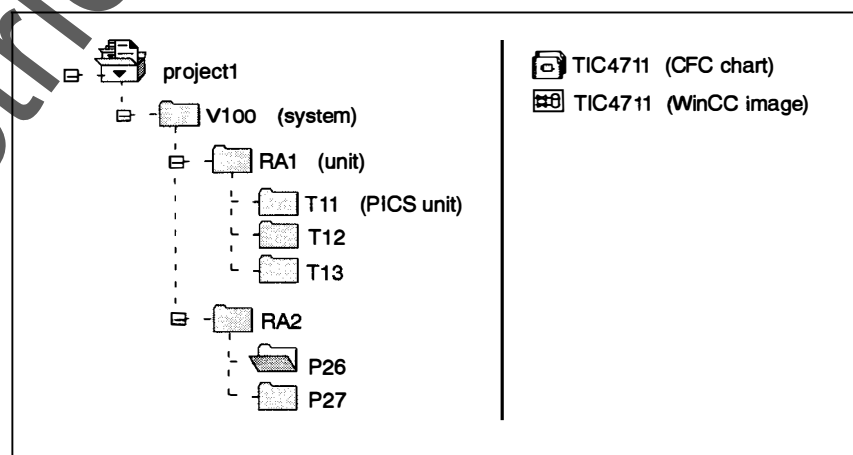 project1
V100 (system)
RA1 (unit)
T11 (PICS unit)
T12
T13
RA2
P26
P27
TIC4711 (CFC chart)
TIC4711 (WinCC image)